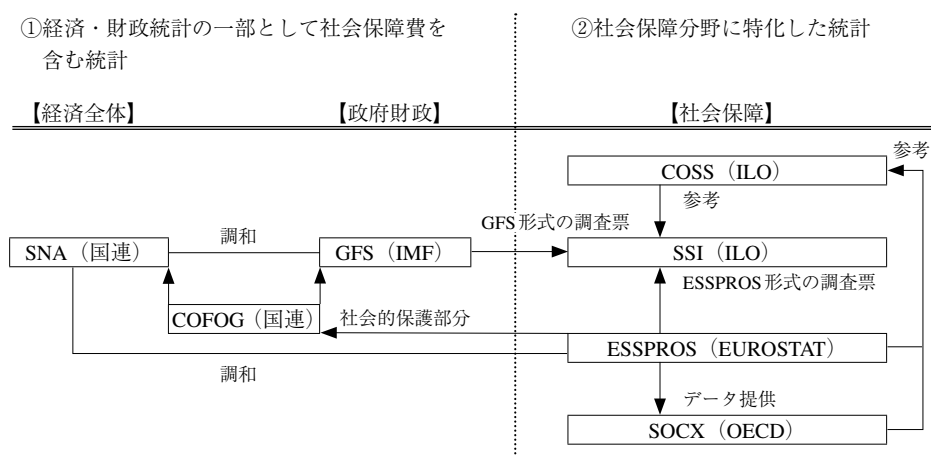 ①経済・財政統計の一部として社会保障費を
含む統計
②社会保障分野に特化した統計
【経済全体】
【政府財政】
【社会保障】
参考
COSS（ILO）
参考
GFS形式の調査票
調和
SNA（国連）
GFS（IMF）
SSI（ILO）
ESSPROS形式の調査票
COFOG（国連）
社会的保護部分
ESSPROS（EUROSTAT）
調和
データ提供
SOCX（OECD）